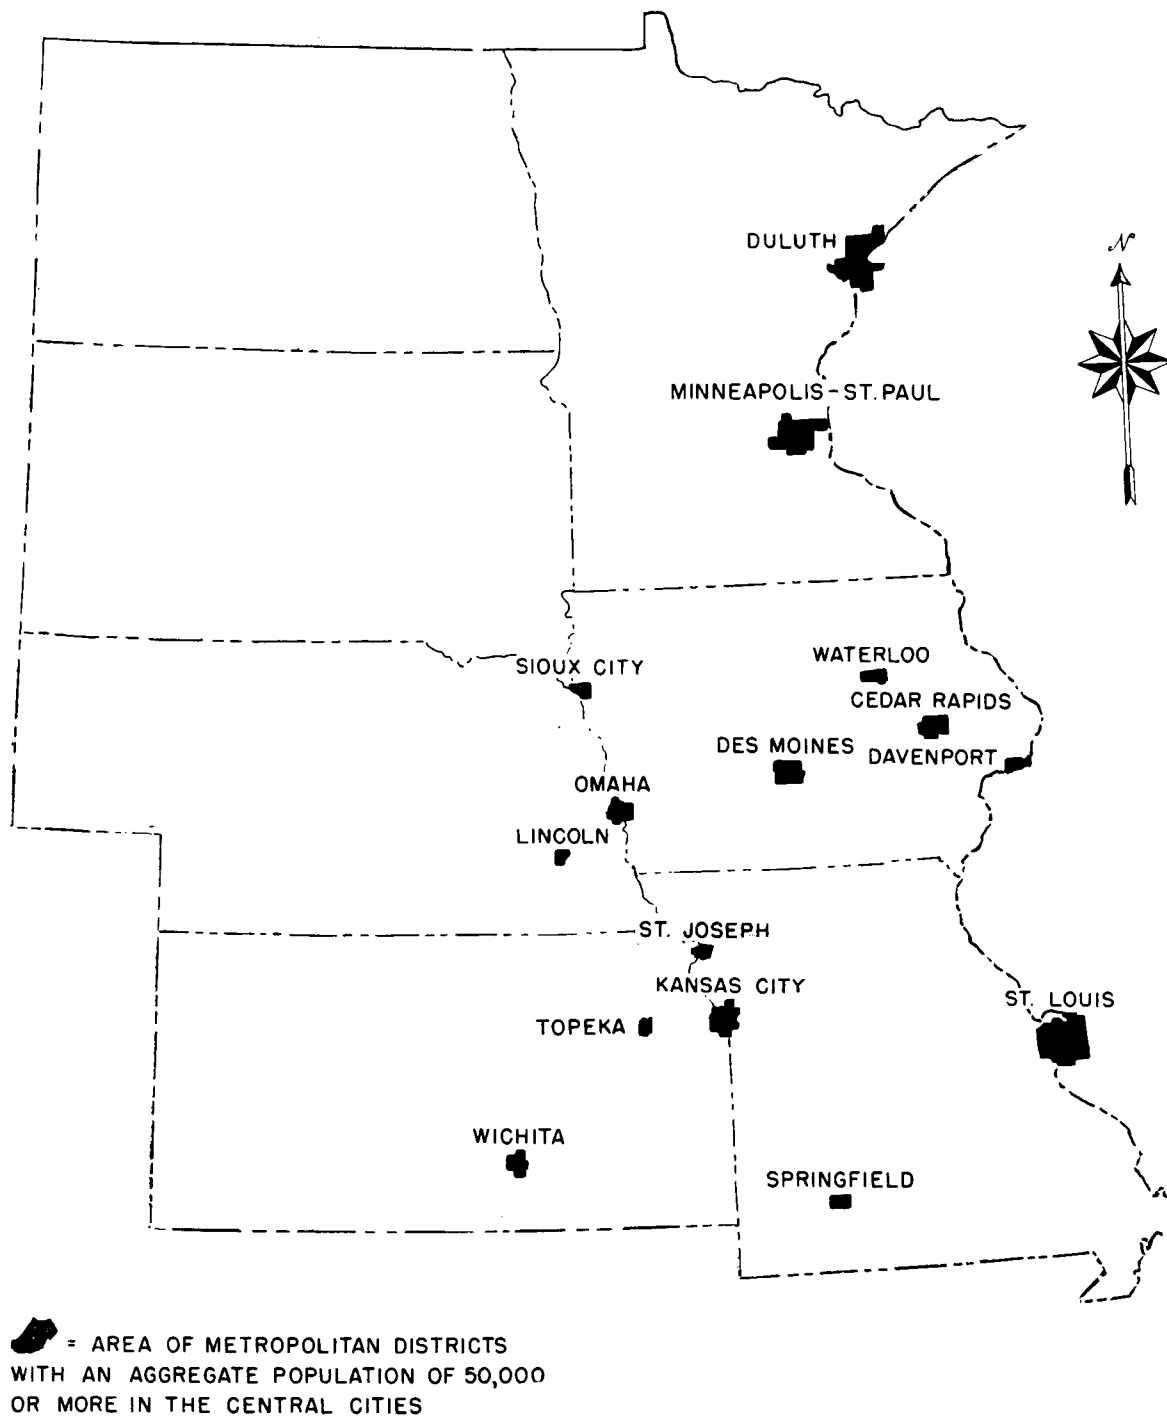 N
DULUTH
MINNEAPOLIS-ST. PAUL
WATERLOO
SIOUX CITY
CEDAR RAPIDS
DES MOINES
DAVENPORT
OMAHA
LINCOLN
ST. JOSEPH
KANSAS CITY
ST. LOUIS
TOPEKA
WICHITA
SPRINGFIELD
= AREA OF METROPOLITAN DISTRICTS
WITH AN AGGREGATE POPULATION OF 50,000
OR MORE IN THE CENTRAL CITIES